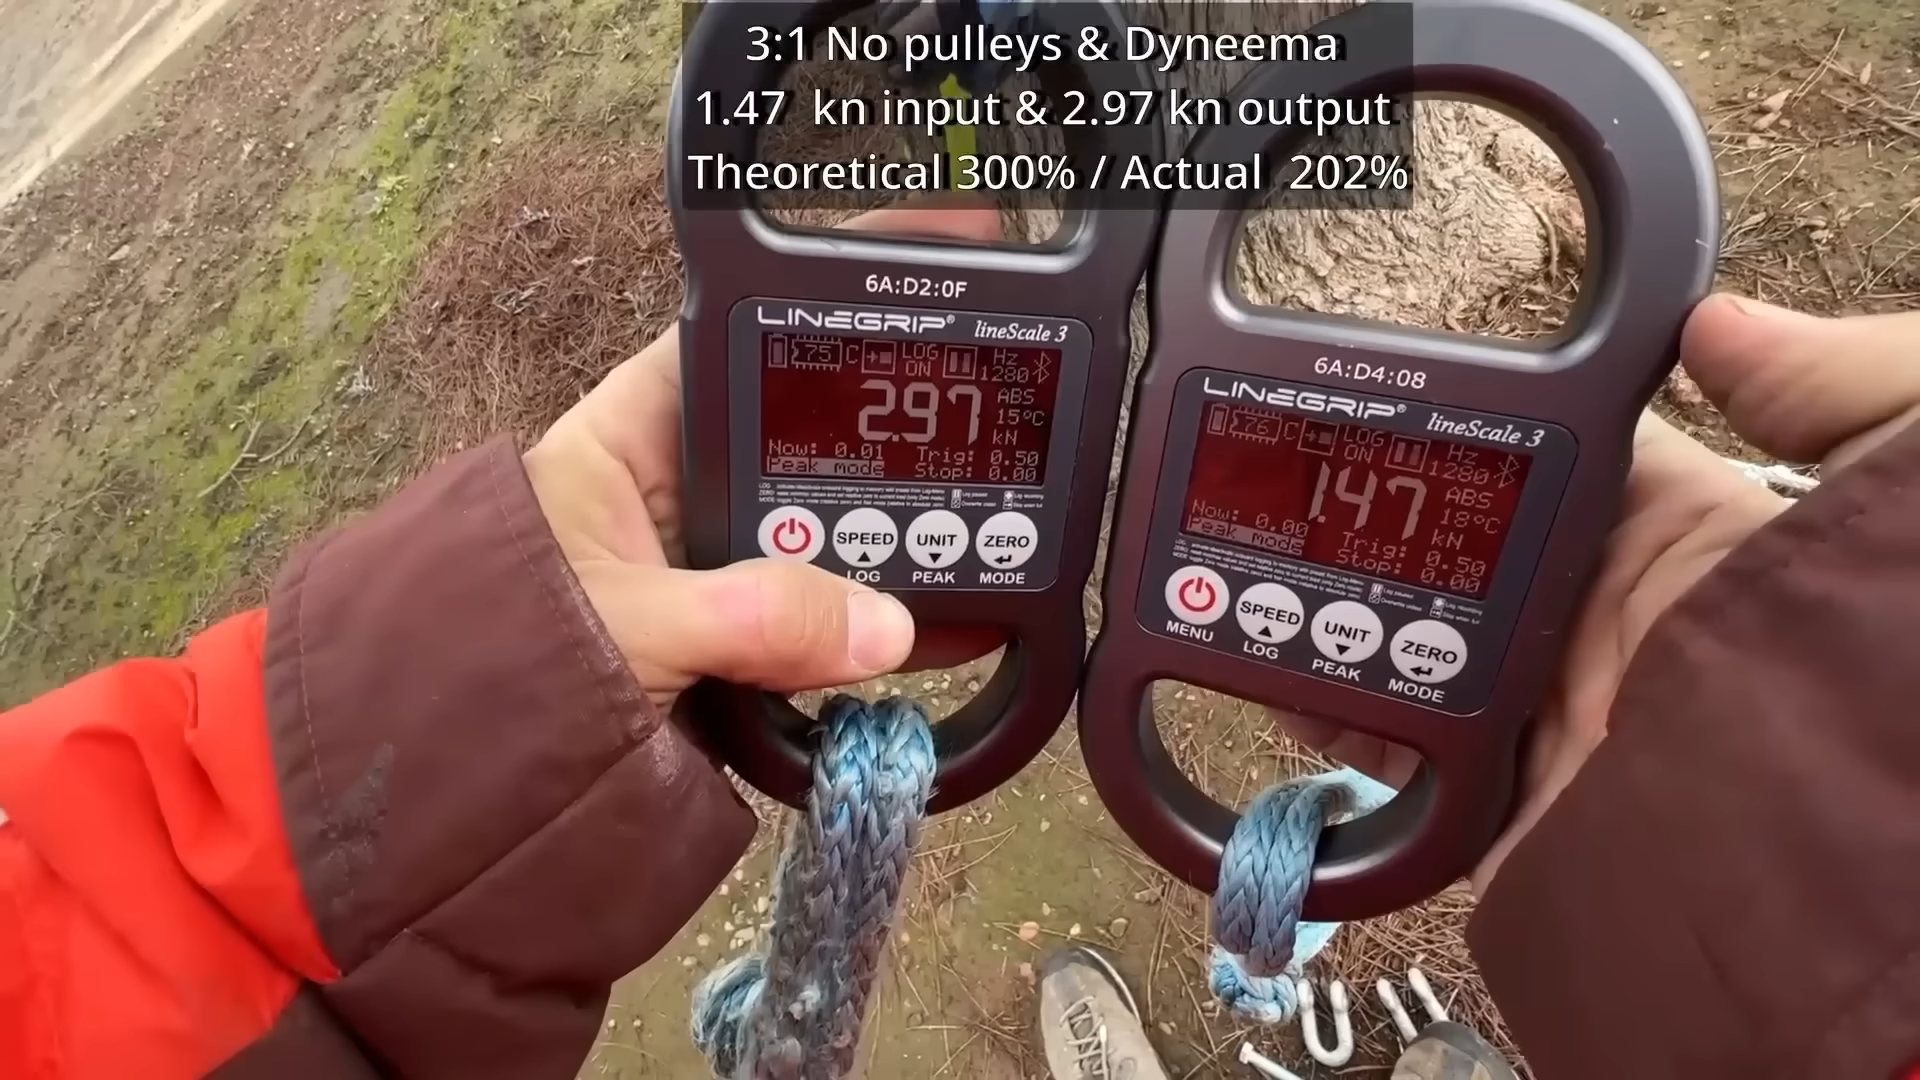 3:1 No pulleys & Dyneema
1.47 kn input & 2.97 kn output
Theoretical 300% / Actual 202%
6A:D2:0F
LINEGRIP® lineScale 3
75 C LOG ON Hz 1280
2.97 ABS 15°C kN
Now: 0.01 Trig: 0.50
Peak mode Stop: 0.00
SPEED UNIT ZERO
LOG PEAK MODE
6A:D4:08
LINEGRIP® lineScale 3
76 C LOG ON Hz 1280
1.47 ABS 18°C kN
Now: 0.00 Trig: 0.50
Peak mode Stop: 0.00
SPEED UNIT ZERO
MENU LOG PEAK MODE